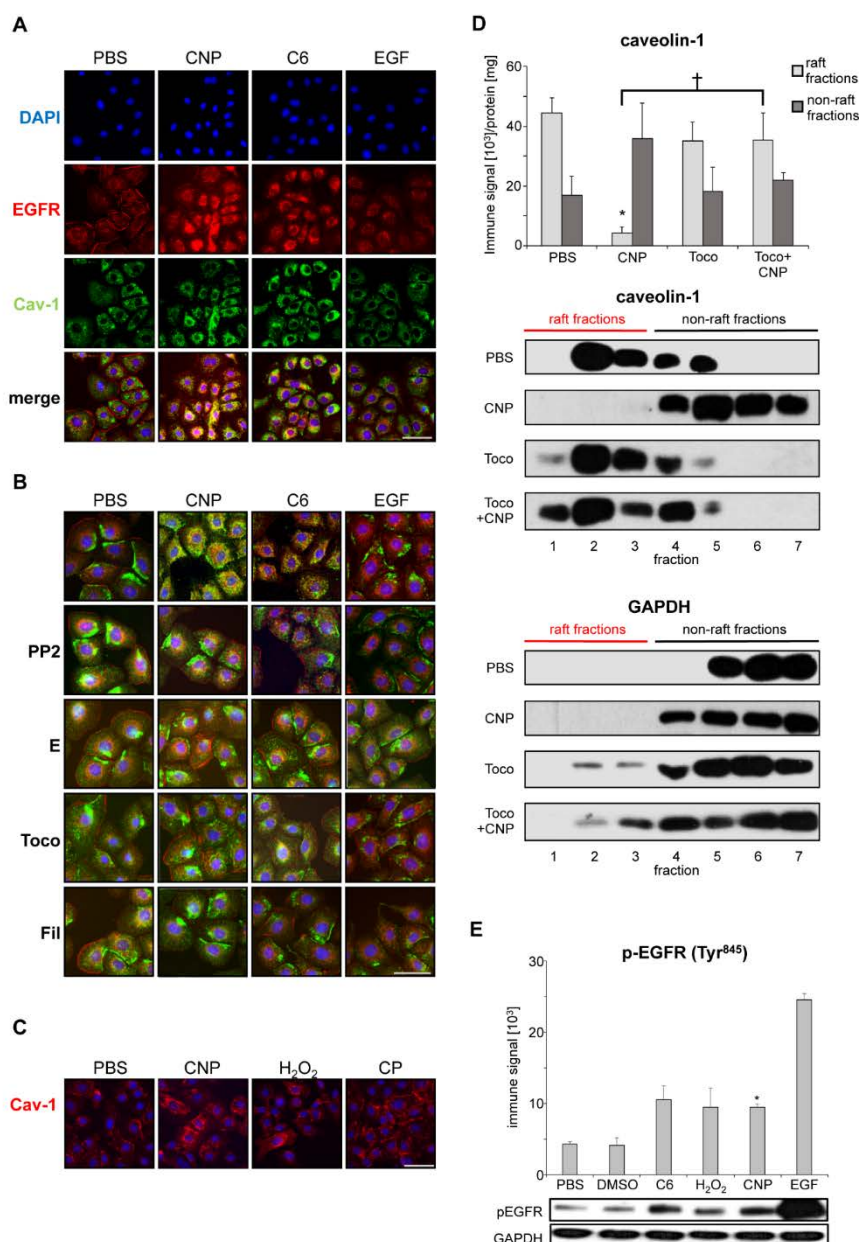 A
PBS CNP C6 EGF
DAPI
EGFR
Cav-1
merge
B
PBS CNP C6 EGF
PP2
E
Toco
Fil
C
PBS CNP H₂O₂ CP
Cav-1
D
caveolin-1
raft
fractions
non-raft
fractions
Immune signal [10³]/protein [mg]
60
40
20
0
†
*
PBS CNP Toco Toco+
CNP
caveolin-1
raft fractions non-raft fractions
PBS
CNP
Toco
Toco
+CNP
1 2 3 4 5 6 7
fraction
GAPDH
raft fractions non-raft fractions
PBS
CNP
Toco
Toco
+CNP
1 2 3 4 5 6 7
fraction
E
p-EGFR (Tyr⁸⁴⁵)
immune signal [10³]
30
20
10
0
*
PBS DMSO C6 H₂O₂ CNP EGF
pEGFR
GAPDH